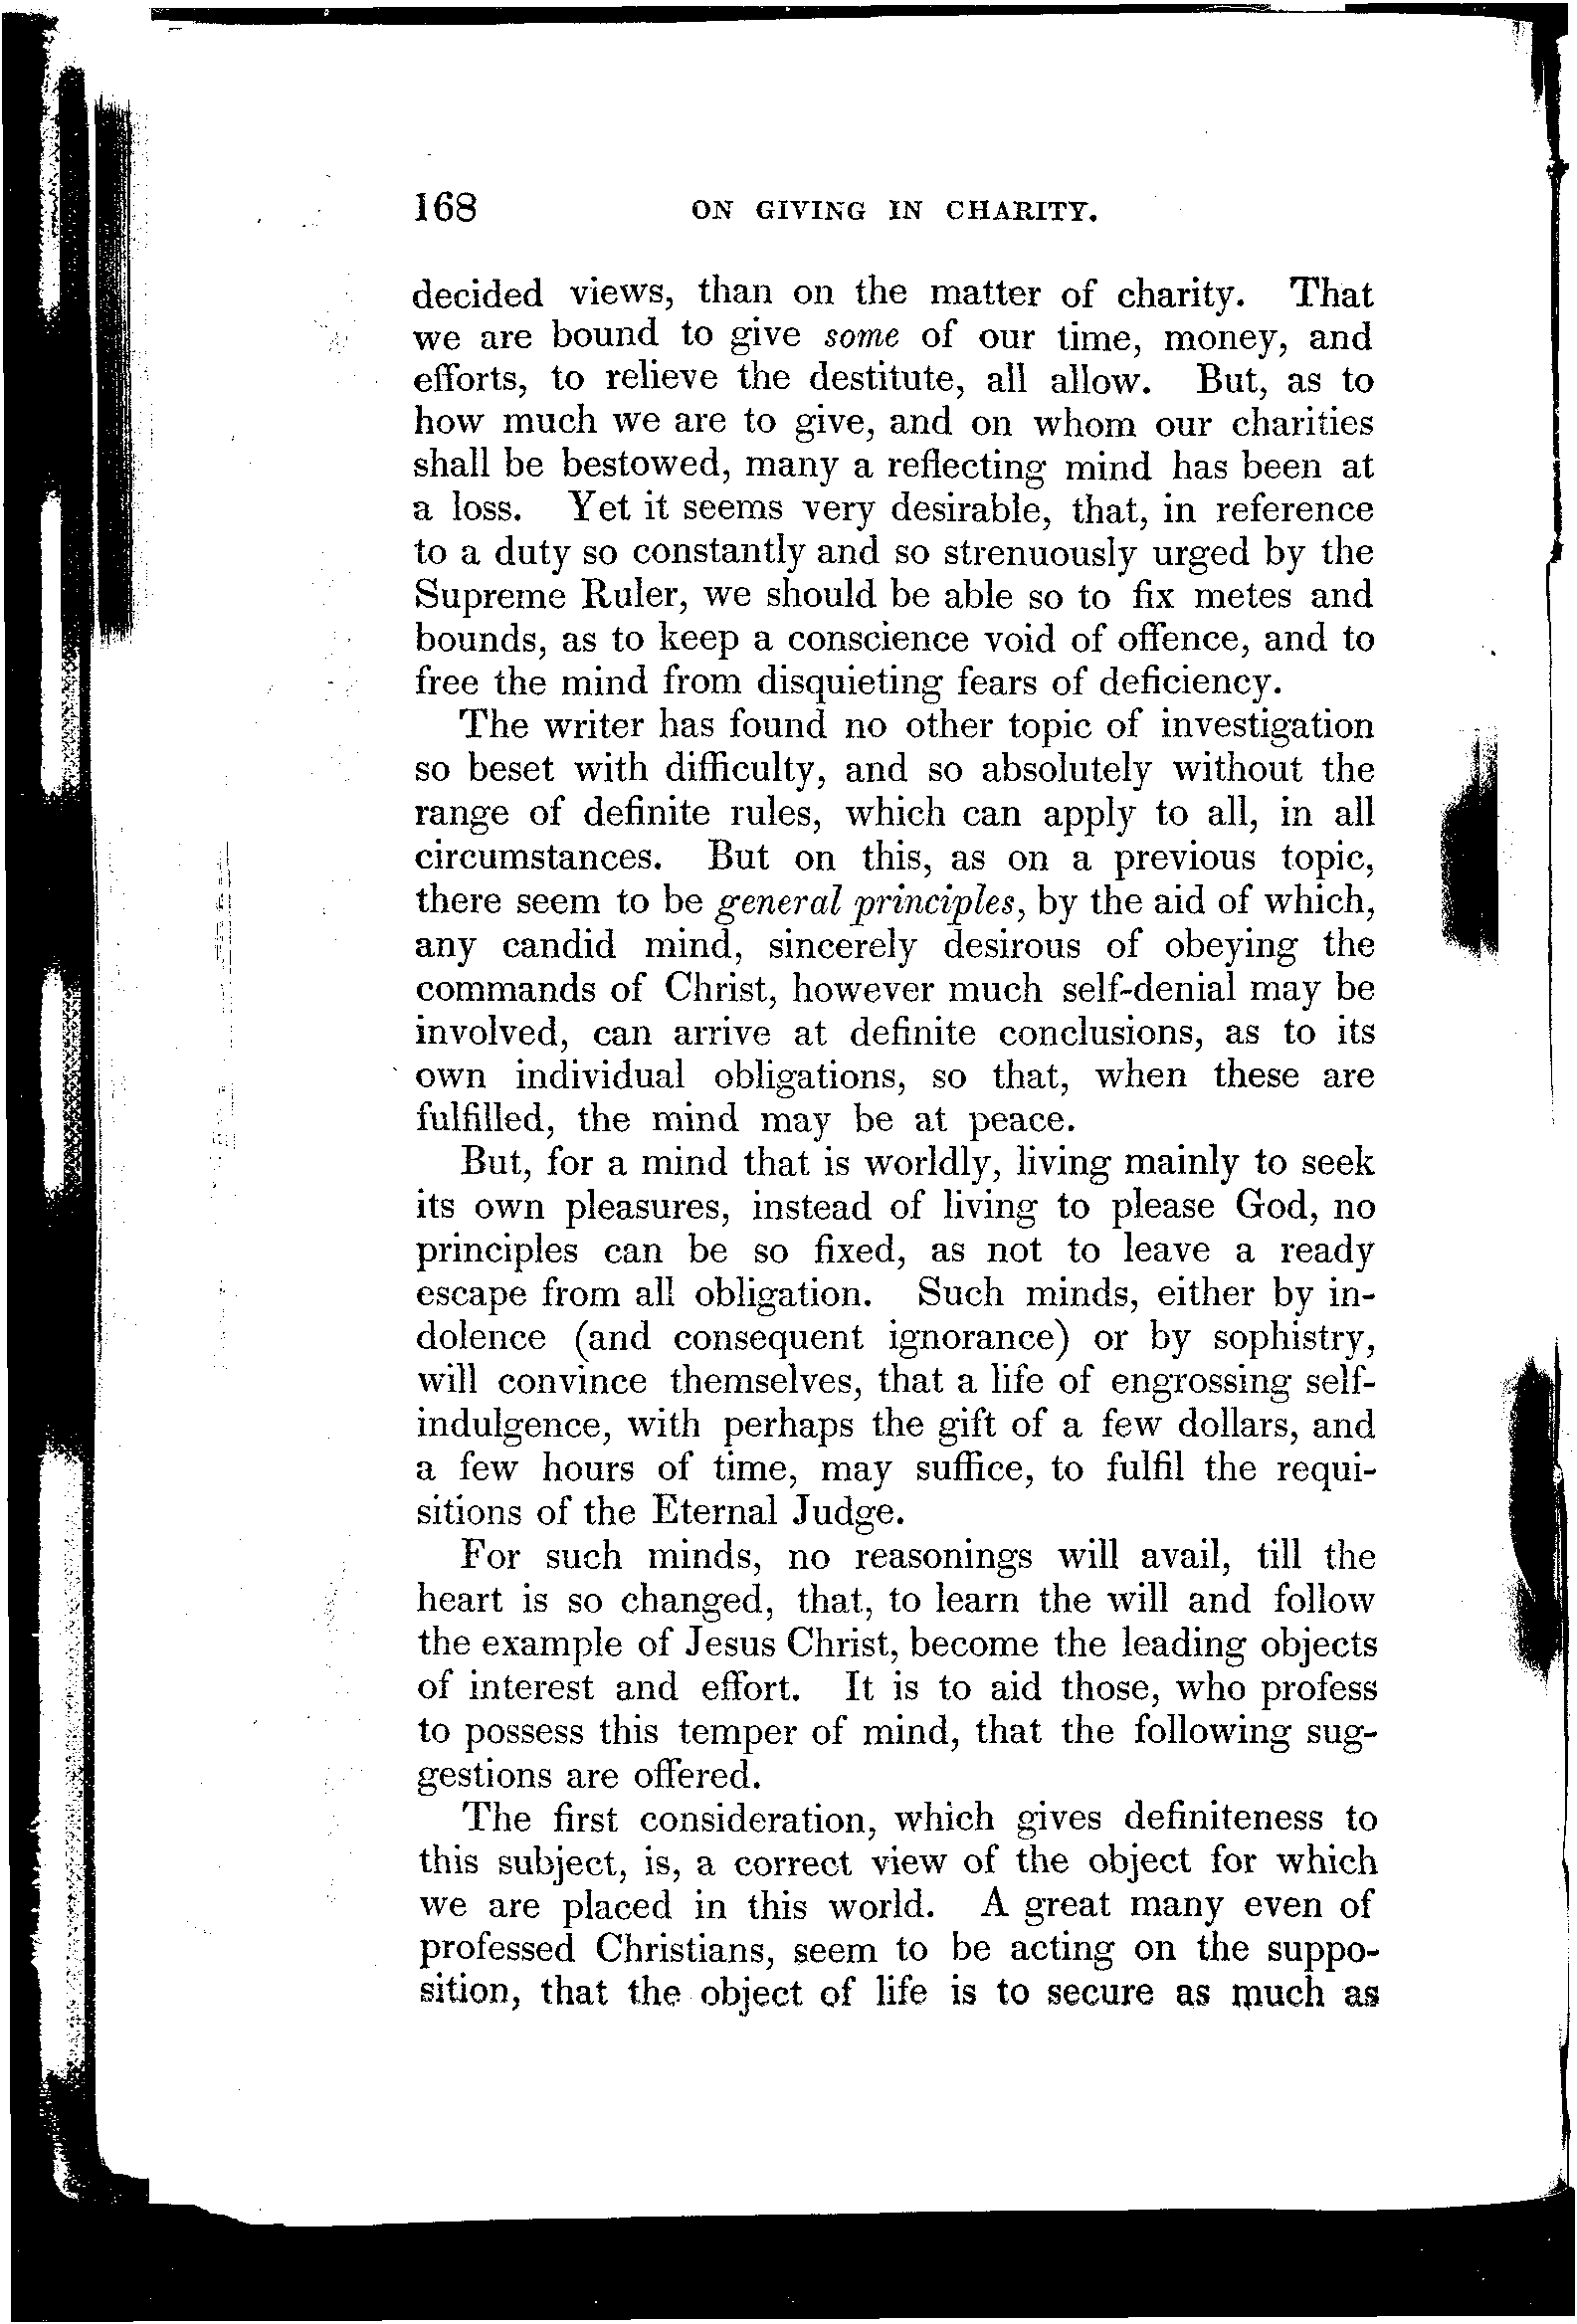 168 ON GIVING IN CHARITY.
decided views, than on the matter of charity. That
we are bound to give some of our time, money, and
efforts, to relieve the destitute, all allow. But, as to
how much we are to give, and on whom our charities
shall be bestowed, many a reflecting mind has been at
a loss. Yet it seems very desirable, that, in reference
to a duty so constantly and so strenuously urged by the
Supreme Ruler, we should be able so to fix metes and
bounds, as to keep a conscience void of offence, and to
free the mind from disquieting fears of deficiency.
The writer has found no other topic of investigation
so beset with difficulty, and so absolutely without the
range of definite rules, which can apply to all, in all
circumstances. But on this, as on a previous topic,
there seem to be general principles, by the aid of which,
any candid mind, sincerely desirous of obeying the
commands of Christ, however much self-denial may be
involved, can arrive at definite conclusions, as to its
own individual obligations, so that, when these are
fulfilled, the mind may be at peace.
But, for a mind that is worldly, living mainly to seek
its own pleasures, instead of living to please God, no
principles can be so fixed, as not to leave a ready
escape from all obligation. Such minds, either by in-
dolence (and consequent ignorance) or by sophistry,
will convince themselves, that a life of engrossing self-
indulgence, with perhaps the gift of a few dollars, and
a few hours of time, may suffice, to fulfil the requi-
sitions of the Eternal Judge.
For such minds, no reasonings will avail, till the
heart is so changed, that, to learn the will and follow
the example of Jesus Christ, become the leading objects
of interest and effort. It is to aid those, who profess
to possess this temper of mind, that the following sug-
gestions are offered.
The first consideration, which gives definiteness to
this subject, is, a correct view of the object for which
we are placed in this world. A great many even of
professed Christians, seem to be acting on the suppo-
sition, that the object of life is to secure as much as